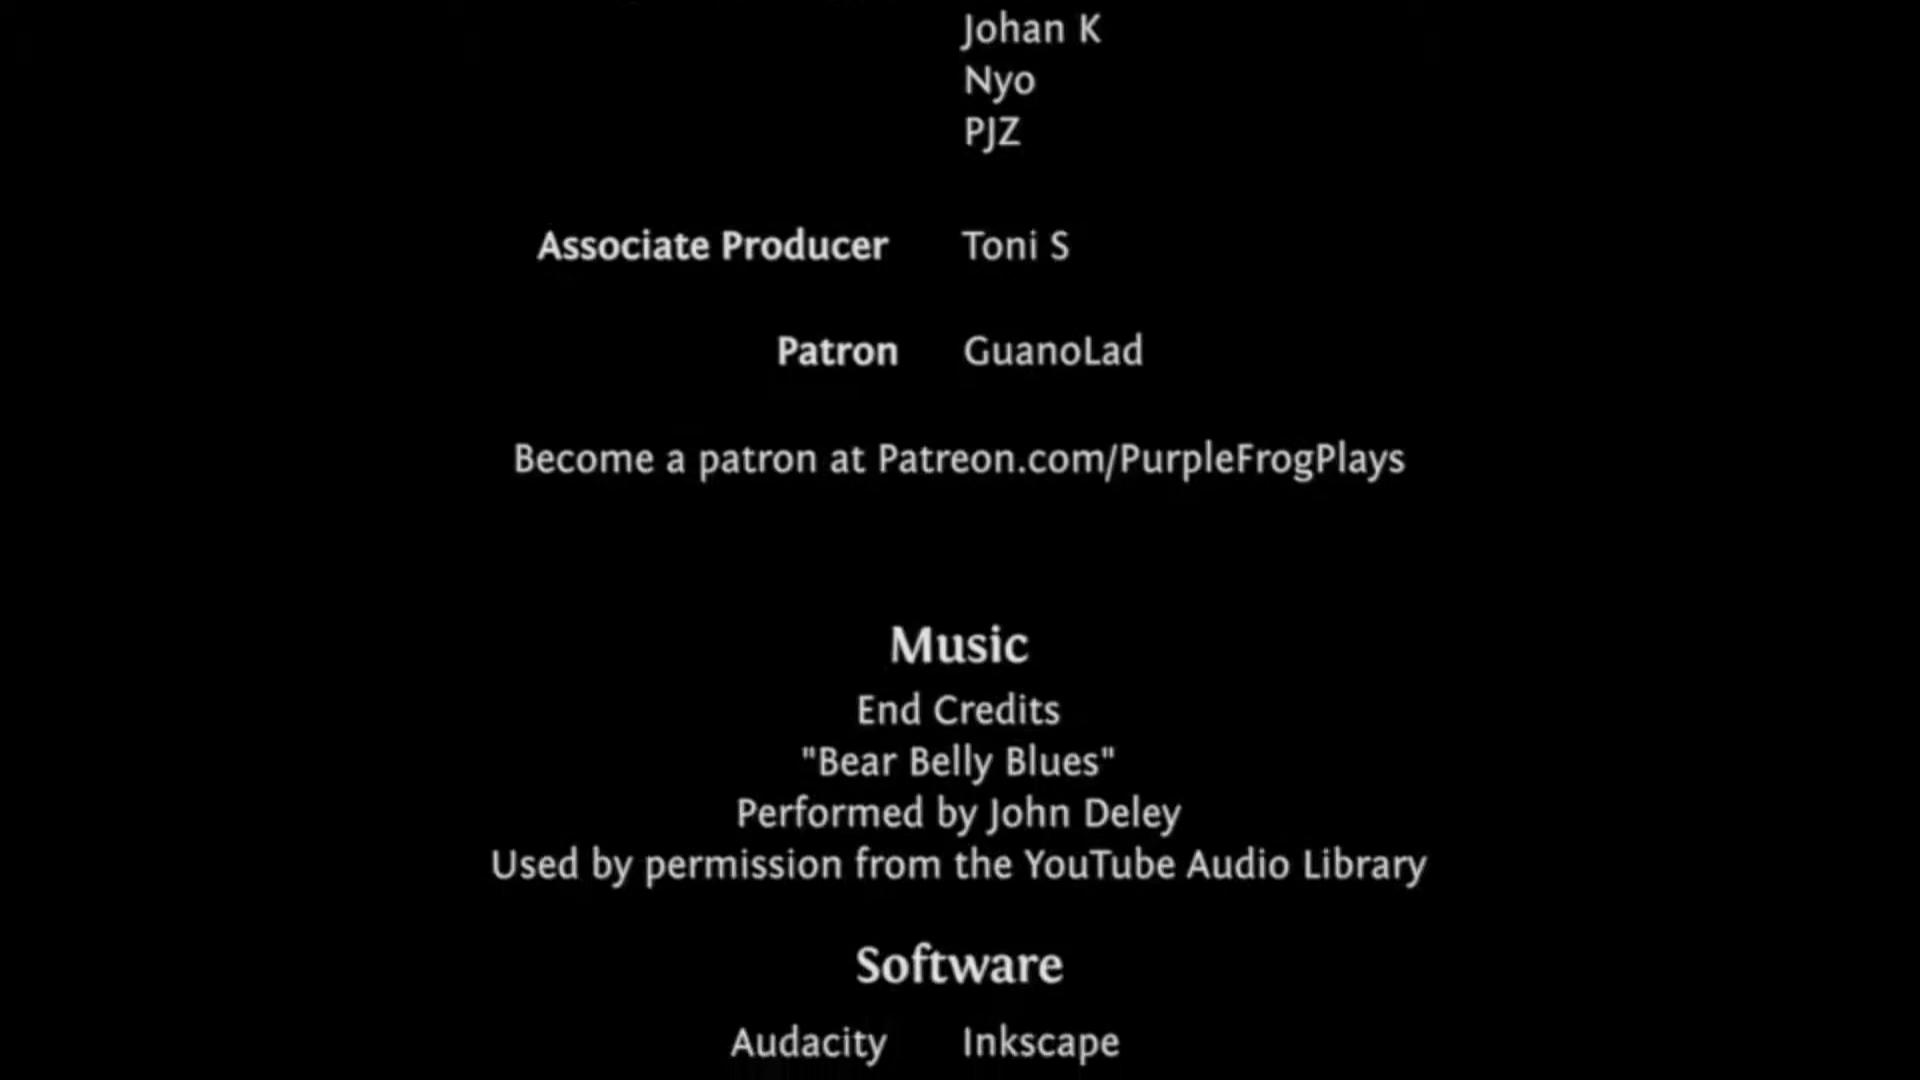 Johan K
Nyo
PJZ
Associate Producer Toni S
Patron GuanoLad
Become a patron at Patreon.com/PurpleFrogPlays
Music
End Credits
"Bear Belly Blues"
Performed by John Deley
Used by permission from the YouTube Audio Library
Software
Audacity Inkscape